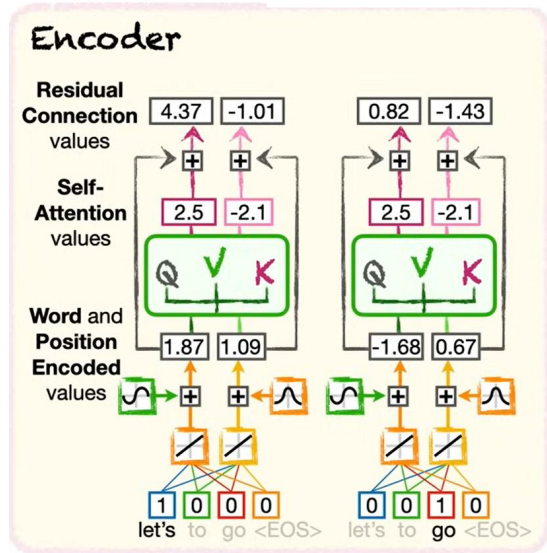 Encoder
Residual
Connection
values
4.37 -1.01 0.82 -1.43
+ + + +
Self-
Attention
values
2.5 -2.1 2.5 -2.1
Q V K Q V K
Word and
Position
Encoded
values
1.87 1.09 -1.68 0.67
+ + + +
1 0 0 0 0 0 1 0
let's to go <EOS> let's to go <EOS>